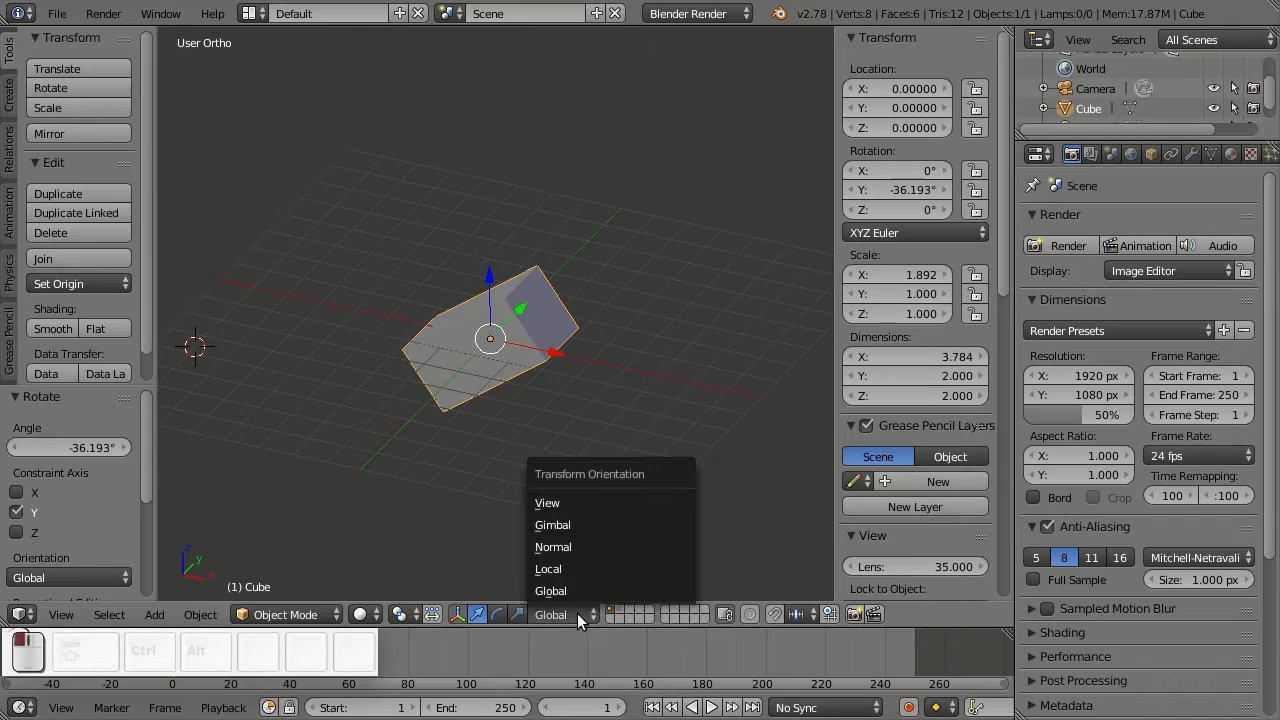 File
Render
Window
Help
Default
Scene
Blender Render
v2.78 | Verts:8 | Faces:6 | Tris:12 | Objects:1/1 | Lamps:0/0 | Mem:17.87M | Cube
Tools
Create
Relations
Animation
Physics
Grease Pencil
Transform
Translate
Rotate
Scale
Mirror
Edit
Duplicate
Duplicate Linked
Delete
Join
Set Origin
Shading:
Smooth
Flat
Data Transfer:
Data
Data La
Rotate
Angle
-36.193°
Constraint Axis
X
Y
Z
Orientation
Global
User Ortho
z
y
x
(1) Cube
Transform Orientation
View
Gimbal
Normal
Local
Global
View
Select
Add
Object
Object Mode
Global
Transform
Location:
X: 0.00000
Y: 0.00000
Z: 0.00000
Rotation:
X: 0°
Y: -36.193°
Z: 0°
XYZ Euler
Scale:
X: 1.892
Y: 1.000
Z: 1.000
Dimensions:
X: 3.784
Y: 2.000
Z: 2.000
Grease Pencil Layers
Scene
Object
New
New Layer
View
Lens: 35.000
Lock to Object:
View
Search
All Scenes
World
Camera
Cube
Scene
Render
Render
Animation
Audio
Display:
Image Editor
Dimensions
Render Presets
Resolution:
Frame Range:
X: 1920 px
Start Frame: 1
Y: 1080 px
End Frame: 250
50%
Frame Step: 1
Aspect Ratio:
Frame Rate:
X: 1.000
24 fps
Y: 1.000
Time Remapping:
Bord
Crop
100
:100
Anti-Aliasing
5
8
11
16
Mitchell-Netravali
Full Sample
Size: 1.000 px
Sampled Motion Blur
Shading
Performance
Post Processing
Metadata
Shift
Ctrl
Alt
-40
-20
0
20
40
60
80
100
120
140
160
180
200
220
240
260
View
Marker
Frame
Playback
Start: 1
End: 250
1
No Sync